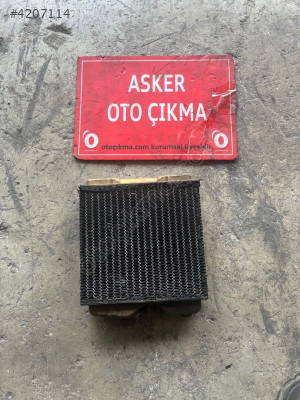 #4207114
ASKER
OTO ÇIKMA
otoçıkma.com kurumsal üyesidir.